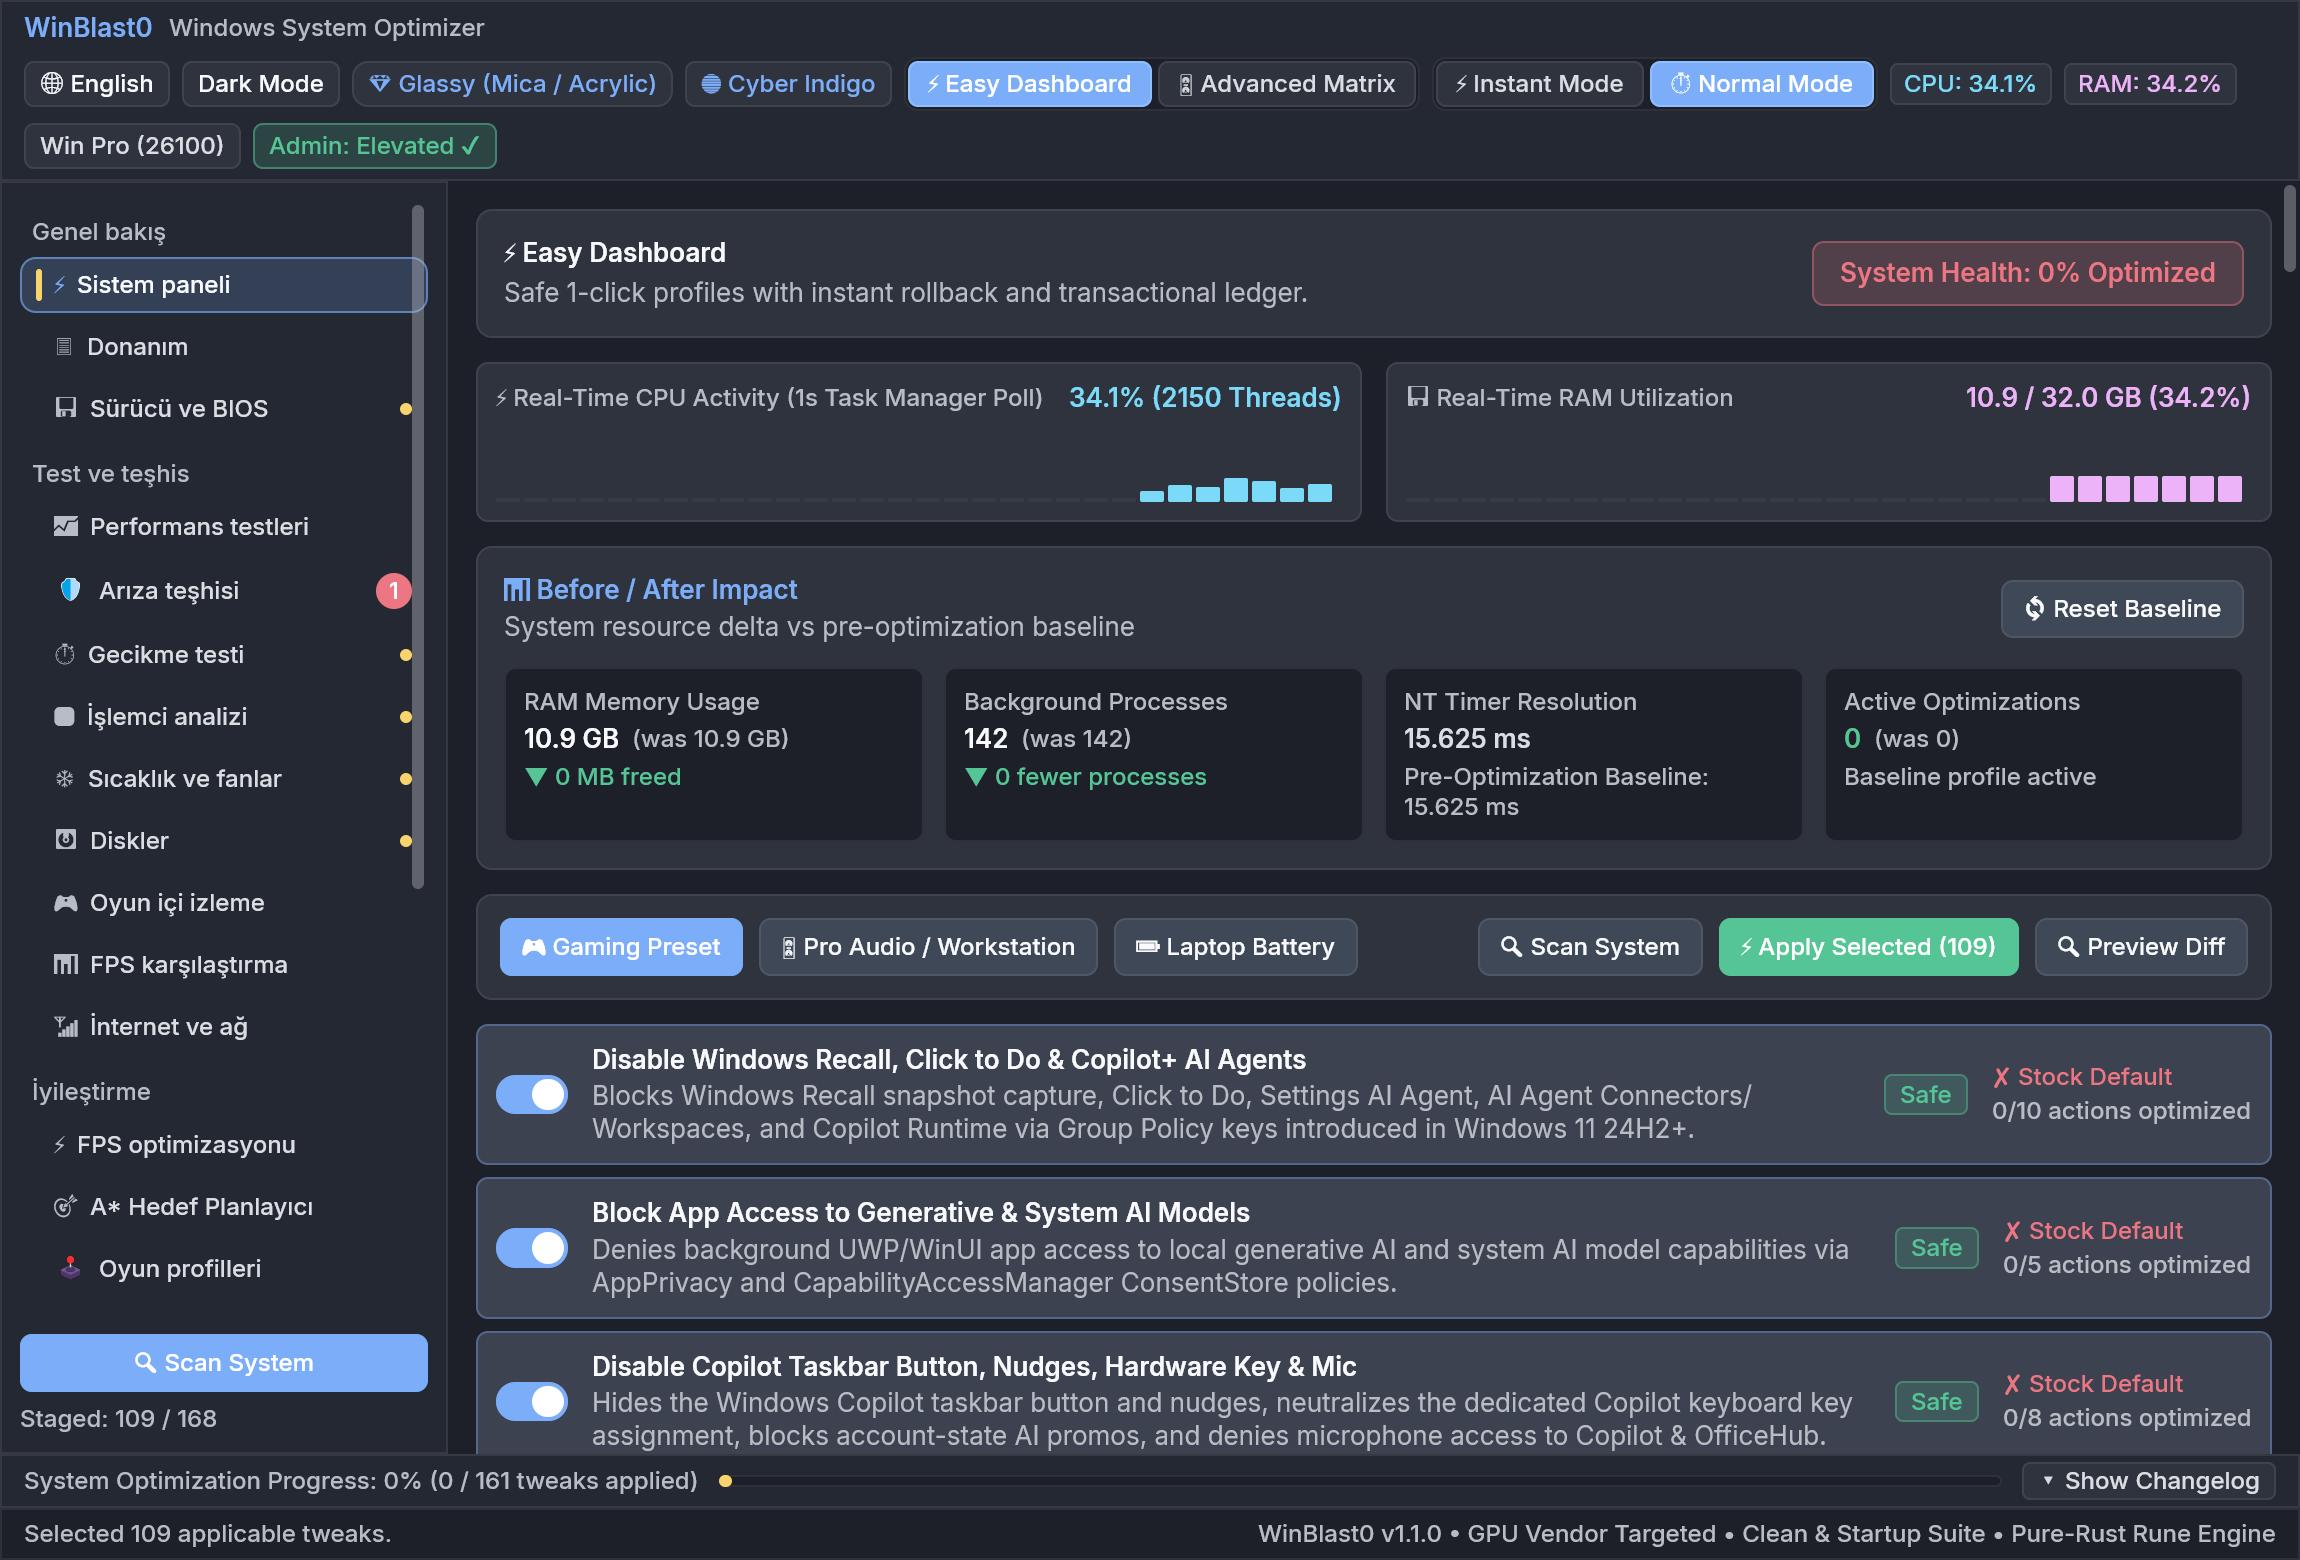 WinBlast0 Windows System Optimizer
English
Dark Mode
Glassy (Mica / Acrylic)
Cyber Indigo
⚡Easy Dashboard
Advanced Matrix
⚡Instant Mode
Normal Mode
CPU: 34.1%
RAM: 34.2%
Win Pro (26100)
Admin: Elevated ✓
Genel bakış
Sistem paneli
Donanım
Sürücü ve BIOS
Test ve teşhis
Performans testleri
Arıza teşhisi
1
Gecikme testi
İşlemci analizi
Sıcaklık ve fanlar
Diskler
Oyun içi izleme
FPS karşılaştırma
İnternet ve ağ
İyileştirme
FPS optimizasyonu
A* Hedef Planlayıcı
Oyun profilleri
Scan System
Staged: 109 / 168
⚡Easy Dashboard
Safe 1-click profiles with instant rollback and transactional ledger.
System Health: 0% Optimized
⚡Real-Time CPU Activity (1s Task Manager Poll)
34.1% (2150 Threads)
Real-Time RAM Utilization
10.9 / 32.0 GB (34.2%)
Before / After Impact
System resource delta vs pre-optimization baseline
Reset Baseline
RAM Memory Usage
10.9 GB (was 10.9 GB)
▼ 0 MB freed
Background Processes
142 (was 142)
▼ 0 fewer processes
NT Timer Resolution
15.625 ms
Pre-Optimization Baseline:
15.625 ms
Active Optimizations
0 (was 0)
Baseline profile active
Gaming Preset
Pro Audio / Workstation
Laptop Battery
Scan System
⚡Apply Selected (109)
Preview Diff
Disable Windows Recall, Click to Do & Copilot+ AI Agents
Blocks Windows Recall snapshot capture, Click to Do, Settings AI Agent, AI Agent Connectors/
Workspaces, and Copilot Runtime via Group Policy keys introduced in Windows 11 24H2+.
Safe
✗ Stock Default
0/10 actions optimized
Block App Access to Generative & System AI Models
Denies background UWP/WinUI app access to local generative AI and system AI model capabilities via
AppPrivacy and CapabilityAccessManager ConsentStore policies.
Safe
✗ Stock Default
0/5 actions optimized
Disable Copilot Taskbar Button, Nudges, Hardware Key & Mic
Hides the Windows Copilot taskbar button and nudges, neutralizes the dedicated Copilot keyboard key
assignment, blocks account-state AI promos, and denies microphone access to Copilot & OfficeHub.
Safe
✗ Stock Default
0/8 actions optimized
System Optimization Progress: 0% (0 / 161 tweaks applied)
▼ Show Changelog
Selected 109 applicable tweaks.
WinBlast0 v1.1.0 • GPU Vendor Targeted • Clean & Startup Suite • Pure-Rust Rune Engine